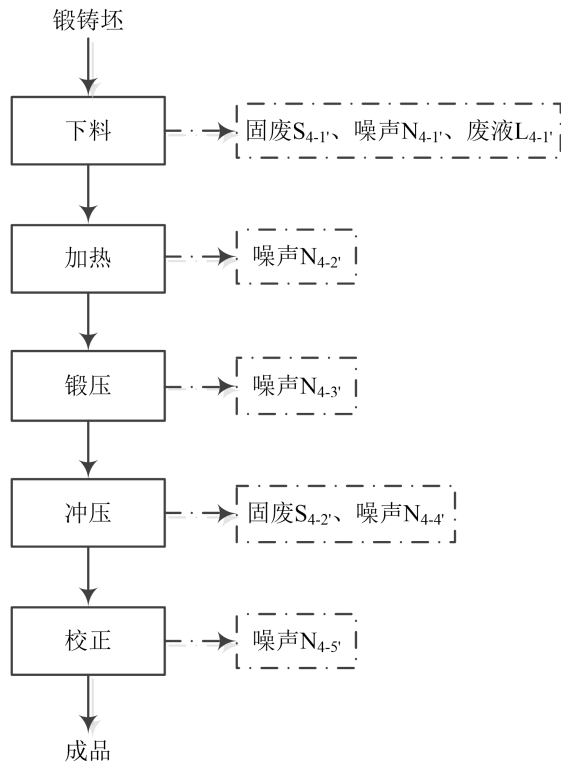 锻铸坯
下料
固废S4-1'、噪声N4-1'、废液L4-1'
加热
噪声N4-2'
锻压
噪声N4-3'
冲压
固废S4-2'、噪声N4-4'
校正
噪声N4-5'
成品